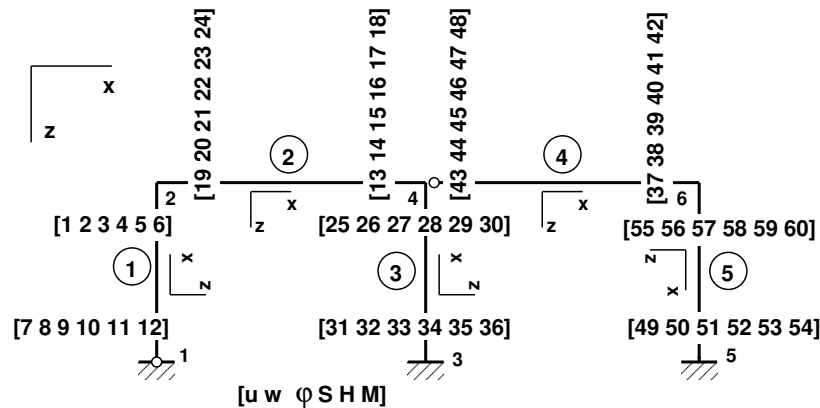 x
z
[19 20 21 22 23 24]
[13 14 15 16 17 18]
[43 44 45 46 47 48]
[37 38 39 40 41 42]
2
4
x
z
x
z
2
4
6
[1 2 3 4 5 6]
[25 26 27 28 29 30]
[55 56 57 58 59 60]
1
x
z
3
x
z
z
x
5
[7 8 9 10 11 12]
[31 32 33 34 35 36]
[49 50 51 52 53 54]
1
3
5
[u w φ S H M]